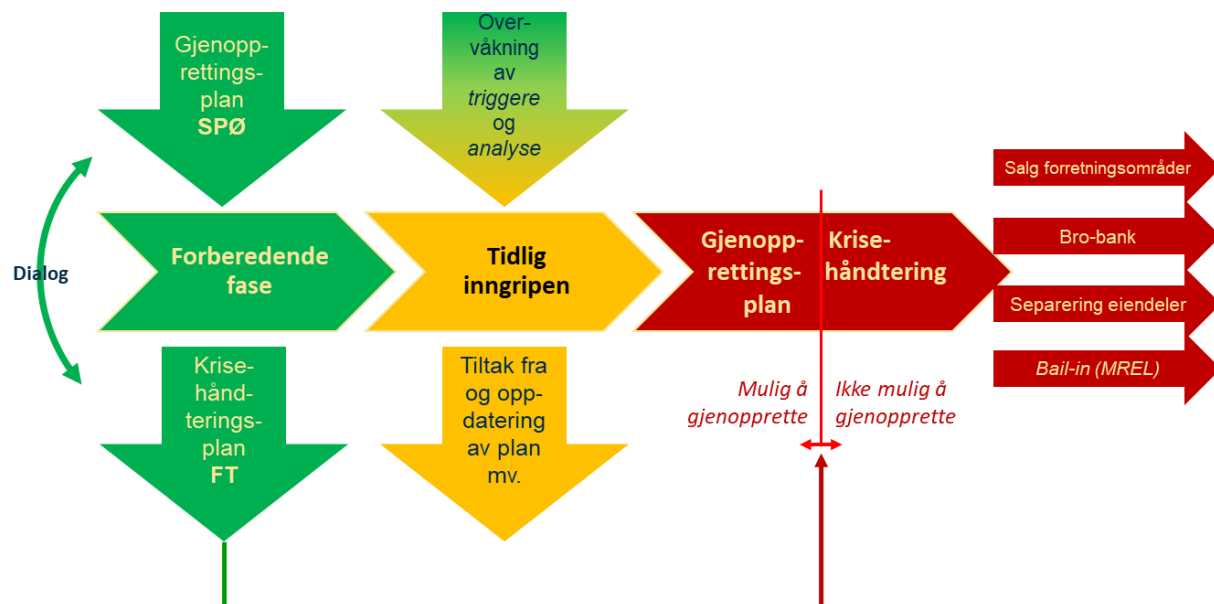 Gjenopp-
rettings-
plan
SPØ
Over-
våkning
av
triggere
og
analyse
Dialog
Forberedende
fase
Tidlig
inngripen
Gjenopp-
rettings-
plan
Krise-
håndtering
Salg forretningsområder
Bro-bank
Separering eiendeler
Bail-in (MREL)
Krise-
hånd-
terings-
plan
FT
Tiltak fra
og opp-
datering
av plan
mv.
Mulig å
gjenopprette
Ikke mulig å
gjenopprette